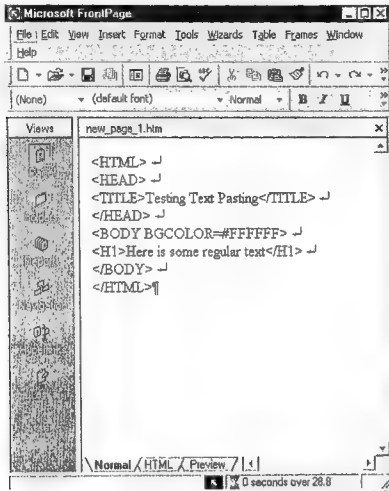 Microsoft FrontPage
File Edit View Insert Format Tools Wizards Table Frames Window
Help
(None) (default font) Normal B I U
Views new_page_1.htm
<HTML> ↵
<HEAD> ↵
<TITLE>Testing Text Pasting</TITLE> ↵
</HEAD> ↵
<BODY BGCOLOR=#FFFFFF> ↵
<H1>Here is some regular text</H1> ↵
</BODY> ↵
</HTML>¶
Normal HTML Preview
0 seconds over 28.8